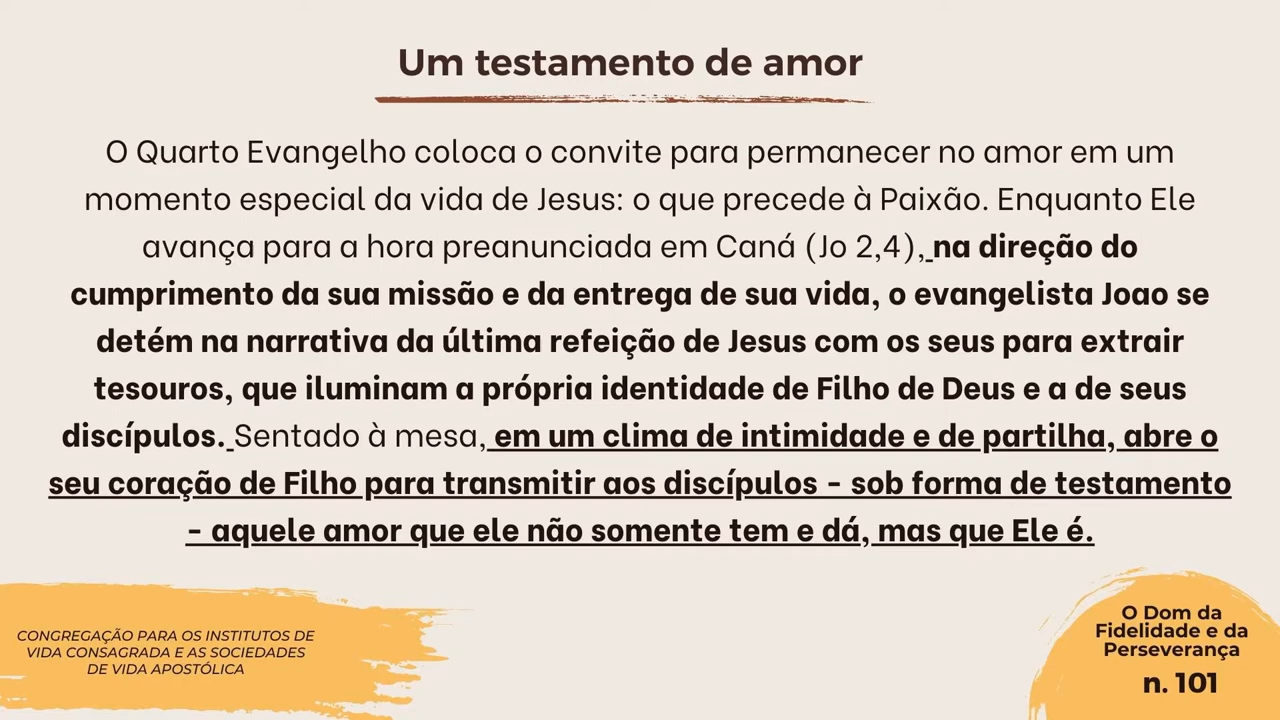 Um testamento de amor
O Quarto Evangelho coloca o convite para permanecer no amor em um
momento especial da vida de Jesus: o que precede à Paixão. Enquanto Ele
avança para a hora preanunciada em Caná (Jo 2,4), na direção do
cumprimento da sua missão e da entrega de sua vida, o evangelista Joao se
detém na narrativa da última refeição de Jesus com os seus para extrair
tesouros, que iluminam a própria identidade de Filho de Deus e a de seus
discípulos. Sentado à mesa, em um clima de intimidade e de partilha, abre o
seu coração de Filho para transmitir aos discípulos - sob forma de testamento
- aquele amor que ele não somente tem e dá, mas que Ele é.
CONGREGAÇÃO PARA OS INSTITUTOS DE
VIDA CONSAGRADA E AS SOCIEDADES
DE VIDA APOSTÓLICA
O Dom da
Fidelidade e da
Perseverança
n. 101